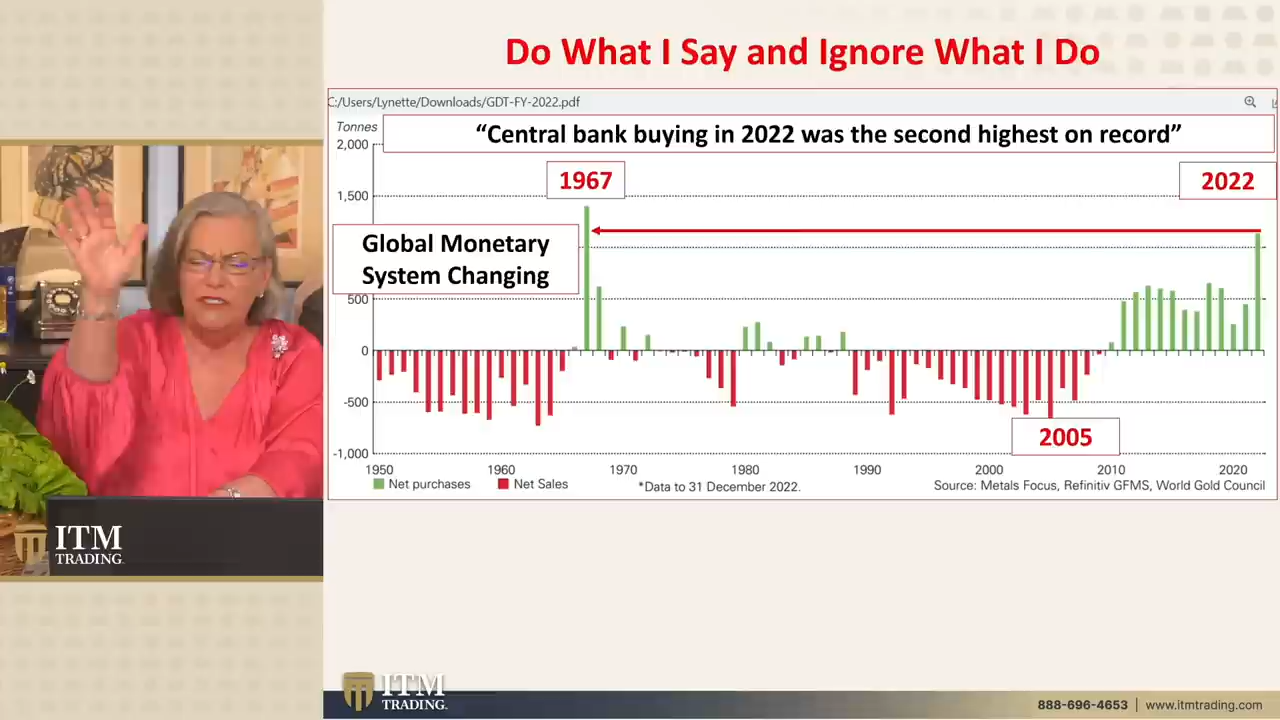 Do What I Say and Ignore What I Do
C:/Users/Lynette/Downloads/GDT-FY-2022.pdf
Tonnes
“Central bank buying in 2022 was the second highest on record”
2,000
1967
2022
1,500
Global Monetary
System Changing
500
0
-500
2005
-1,000
1950 1960 1970 1980 1990 2000 2010 2020
Net purchases Net Sales *Data to 31 December 2022. Source: Metals Focus, Refinitiv GFMS, World Gold Council
ITM
TRADING.
ITM
TRADING.
888-696-4653 | www.itmtrading.com